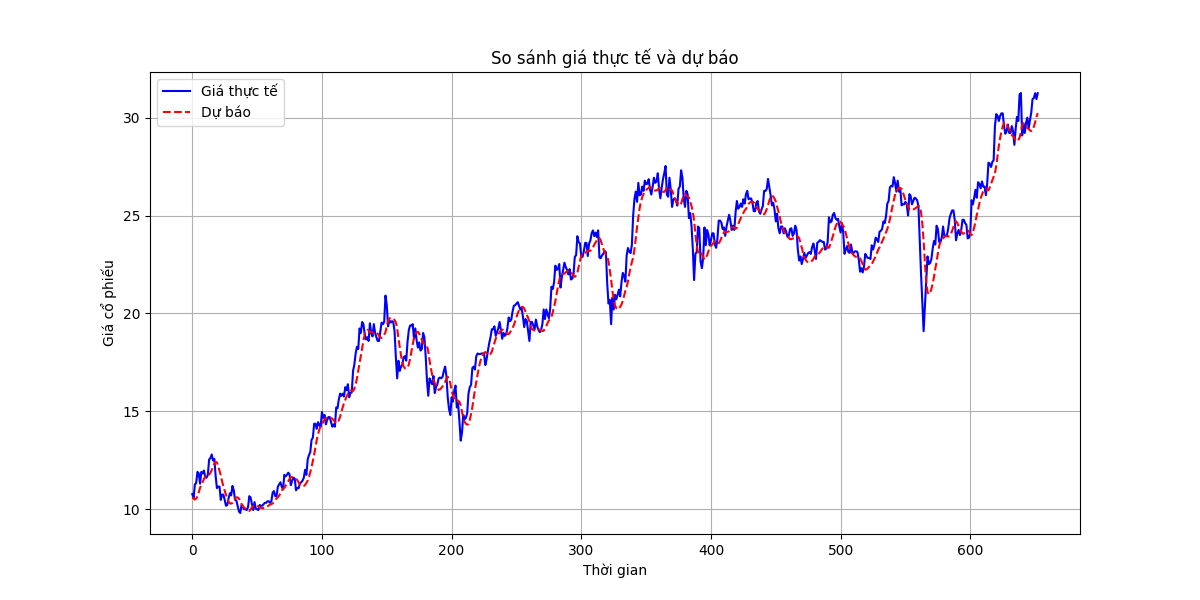 So sánh giá thực tế và dự báo
Giá thực tế
Dự báo
Giá cổ phiếu
30
25
20
15
10
0
100
200
300
400
500
600
Thời gian